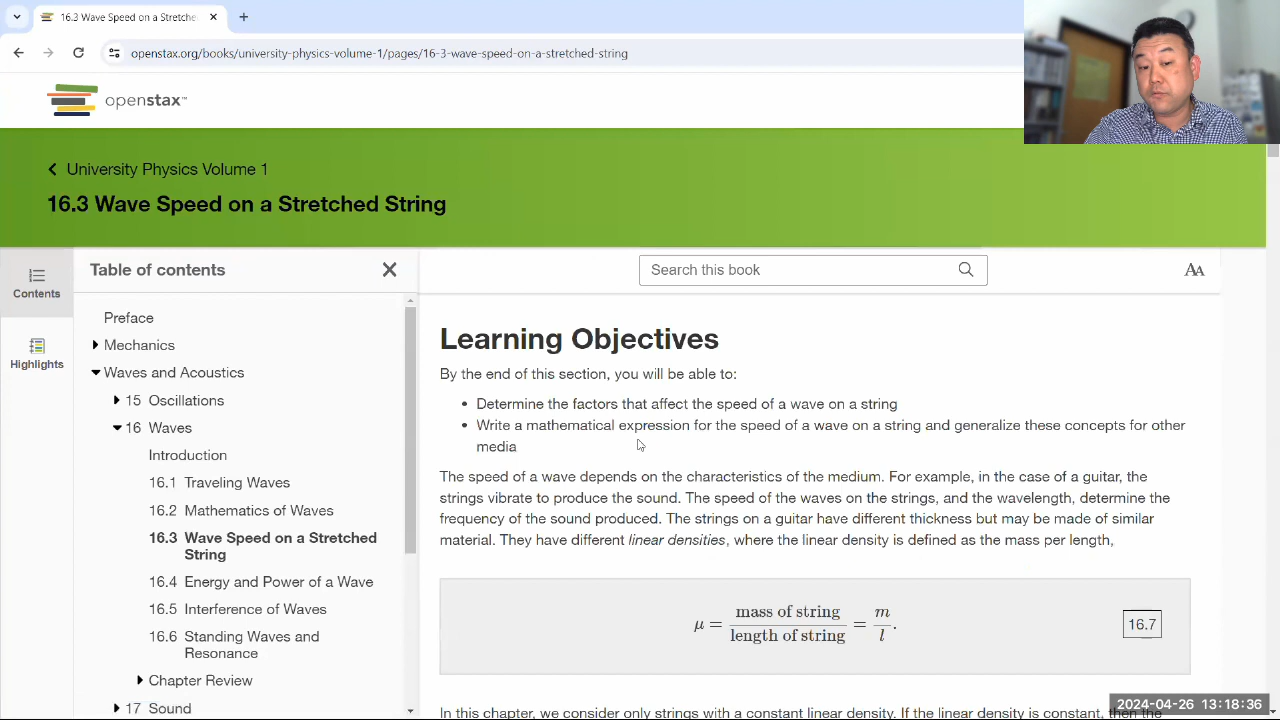 16.3 Wave Speed on a Stretche
openstax.org/books/university-physics-volume-1/pages/16-3-wave-speed-on-a-stretched-string
openstax™
University Physics Volume 1
16.3 Wave Speed on a Stretched String
Contents
Highlights
Table of contents
Preface
Mechanics
Waves and Acoustics
15 Oscillations
16 Waves
Introduction
16.1 Traveling Waves
16.2 Mathematics of Waves
16.3 Wave Speed on a Stretched
String
16.4 Energy and Power of a Wave
16.5 Interference of Waves
16.6 Standing Waves and
Resonance
Chapter Review
17 Sound
Search this book
AA
Learning Objectives
By the end of this section, you will be able to:
• Determine the factors that affect the speed of a wave on a string
• Write a mathematical expression for the speed of a wave on a string and generalize these concepts for other
media
The speed of a wave depends on the characteristics of the medium. For example, in the case of a guitar, the
strings vibrate to produce the sound. The speed of the waves on the strings, and the wavelength, determine the
frequency of the sound produced. The strings on a guitar have different thickness but may be made of similar
material. They have different linear densities, where the linear density is defined as the mass per length,
μ = mass of string / length of string = m / l.
16.7
In this chapter, we consider only strings with a constant linear density. If the linear density is constant, then the
2024-04-26 13:18:36